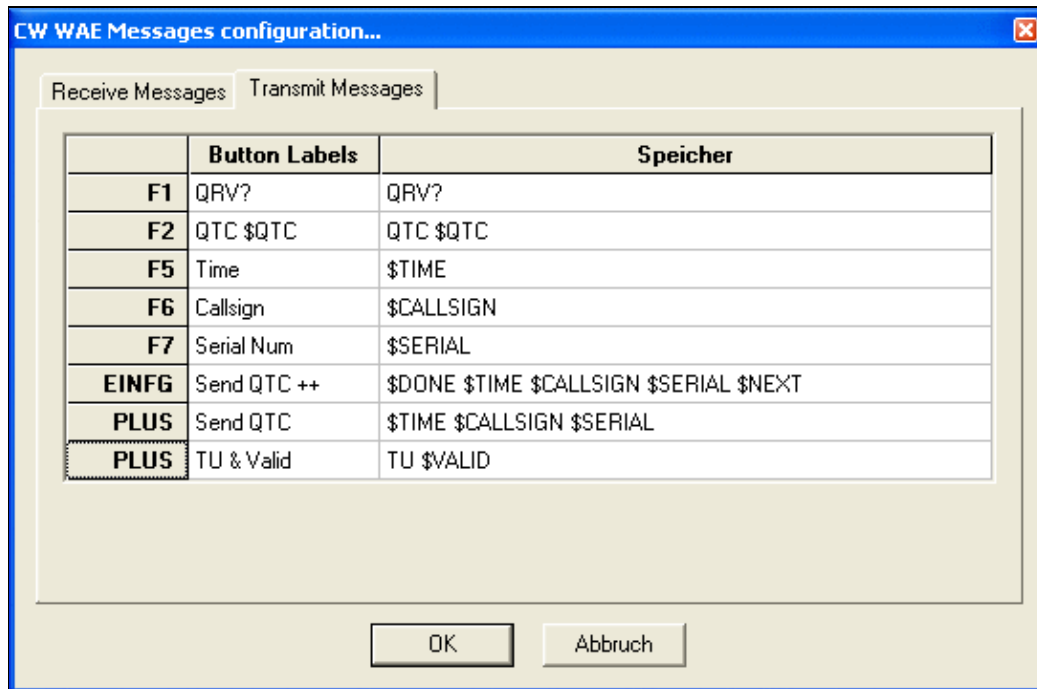 CW WAE Messages configuration...
Receive Messages Transmit Messages
Button Labels Speicher
F1 QRV? QRV?
F2 QTC $QTC QTC $QTC
F5 Time $TIME
F6 Callsign $CALLSIGN
F7 Serial Num $SERIAL
EINFG Send QTC ++ $DONE $TIME $CALLSIGN $SERIAL $NEXT
PLUS Send QTC $TIME $CALLSIGN $SERIAL
PLUS TU & Valid TU $VALID
OK Abbruch